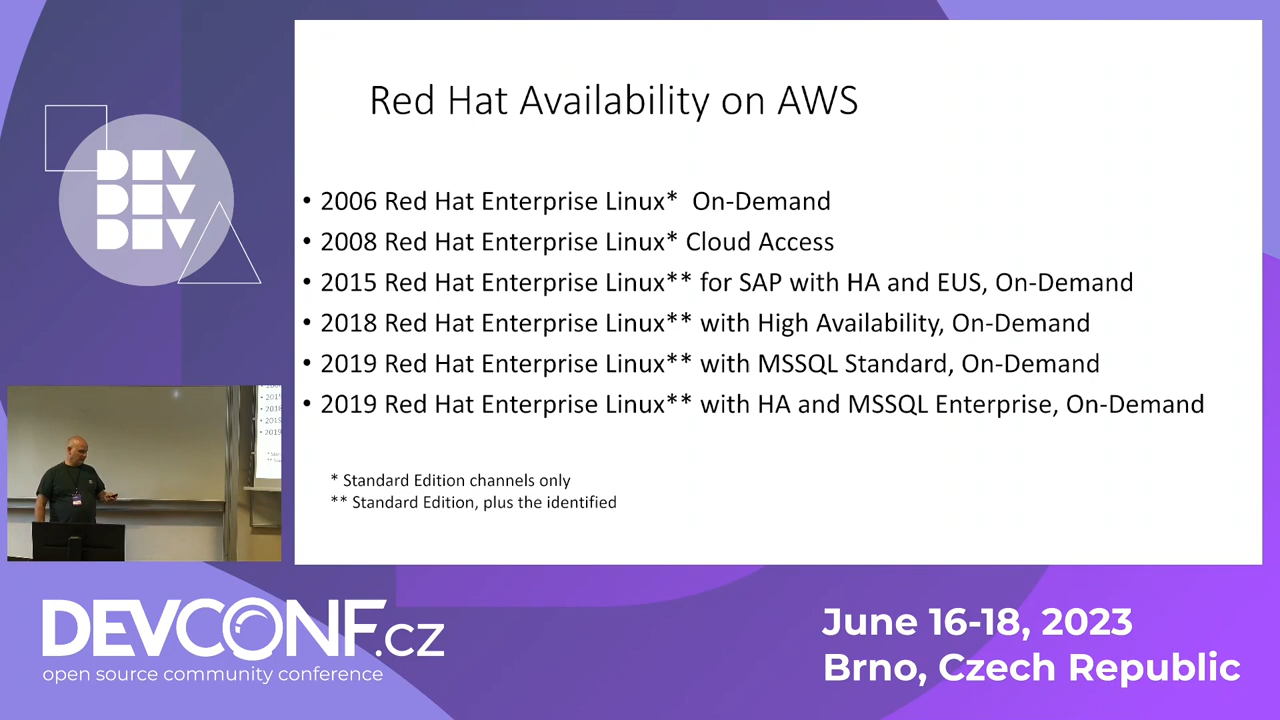 DEV
DEV
DEV
Red Hat Availability on AWS
• 2006 Red Hat Enterprise Linux* On-Demand
• 2008 Red Hat Enterprise Linux* Cloud Access
• 2015 Red Hat Enterprise Linux** for SAP with HA and EUS, On-Demand
• 2018 Red Hat Enterprise Linux** with High Availability, On-Demand
• 2019 Red Hat Enterprise Linux** with MSSQL Standard, On-Demand
• 2019 Red Hat Enterprise Linux** with HA and MSSQL Enterprise, On-Demand
* Standard Edition channels only
** Standard Edition, plus the identified
DEVCONF.cz
open source community conference
June 16-18, 2023
Brno, Czech Republic